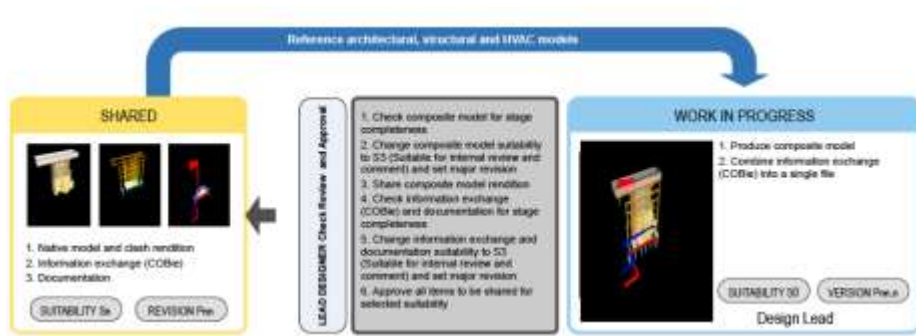 Reference architectural, structural and HVAC models
SHARED
1. Native model and clash rendition
2. Information exchange (COBie)
3. Documentation
SUITABILITY
REVISION
LEAD DESIGNER Check Review and Approval
1. Check composite model for stage
completeness
2. Change composite model suitability
to S3 (Suitable for internal review and
comment) and set major revision
3. Share composite model rendition
4. Check information exchange
(COBie) and documentation for stage
completeness
5. Change information exchange and
documentation suitability to S3
(Suitable for internal review and
comment) and set major revision
6. Approve all items to be shared for
selected suitability
WORK IN PROGRESS
1. Produce composite model
2. Combine information exchange
(COBie) into a single file
SUITABILITY S0
VERSION
Design Lead